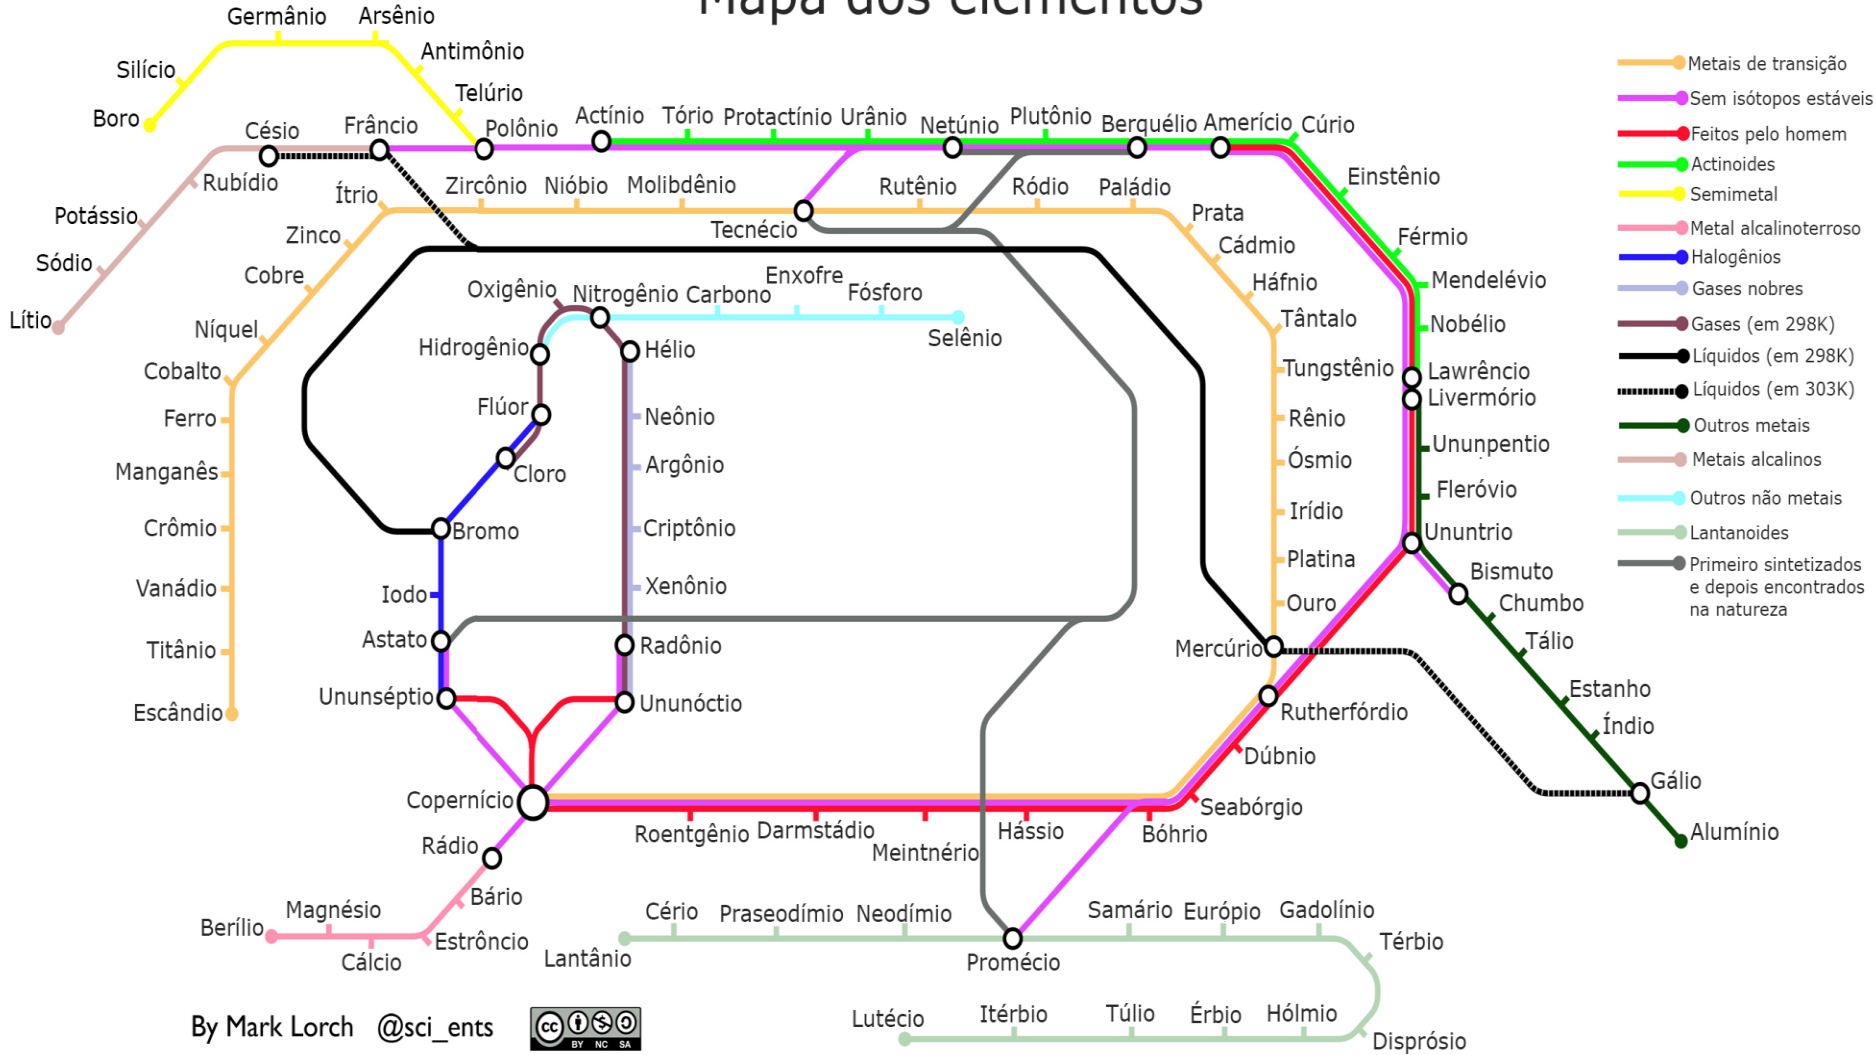 Mapa dos elementos
Germânio
Arsênio
Silício
Antimônio
Telúrio
Boro
Césio
Frâncio
Polônio
Actínio
Tório
Protactínio
Urânio
Netúnio
Plutônio
Berquélio
Amerício
Cúrio
Rubídio
Potássio
Sódio
Lítio
Ítrio
Zircônio
Nióbio
Molibdênio
Tecnécio
Rutênio
Ródio
Paládio
Prata
Cádmio
Háfnio
Tântalo
Tungstênio
Rênio
Ósmio
Irídio
Platina
Ouro
Mercúrio
Einstênio
Férmio
Mendelévio
Nobélio
Lawrêncio
Livermório
Ununpentio
Fleróvio
Ununtrio
Bismuto
Chumbo
Tálio
Estanho
Índio
Gálio
Alumínio
Zinco
Cobre
Níquel
Cobalto
Ferro
Manganês
Crômio
Vanádio
Titânio
Escândio
Oxigênio
Nitrogênio
Carbono
Enxofre
Fósforo
Selênio
Hidrogênio
Hélio
Flúor
Neônio
Cloro
Argônio
Bromo
Criptônio
Iodo
Xenônio
Astato
Radônio
Ununséptio
Ununóctio
Rutherfórdio
Dúbnio
Seabórgio
Copernício
Roentgênio
Darmstádio
Meintnério
Hássio
Bóhrio
Rádio
Bário
Berílio
Magnésio
Cálcio
Estrôncio
Cério
Praseodímio
Neodímio
Samário
Európio
Gadolínio
Térbio
Lantânio
Promécio
Lutécio
Itérbio
Túlio
Érbio
Hólmio
Disprósio
Metais de transição
Sem isótopos estáveis
Feitos pelo homem
Actinoides
Semimetal
Metal alcalinoterroso
Halogênios
Gases nobres
Gases (em 298K)
Líquidos (em 298K)
Líquidos (em 303K)
Outros metais
Metais alcalinos
Outros não metais
Lantanoides
Primeiro sintetizados
e depois encontrados
na natureza
By Mark Lorch @sci_ents
cc
BY NC SA